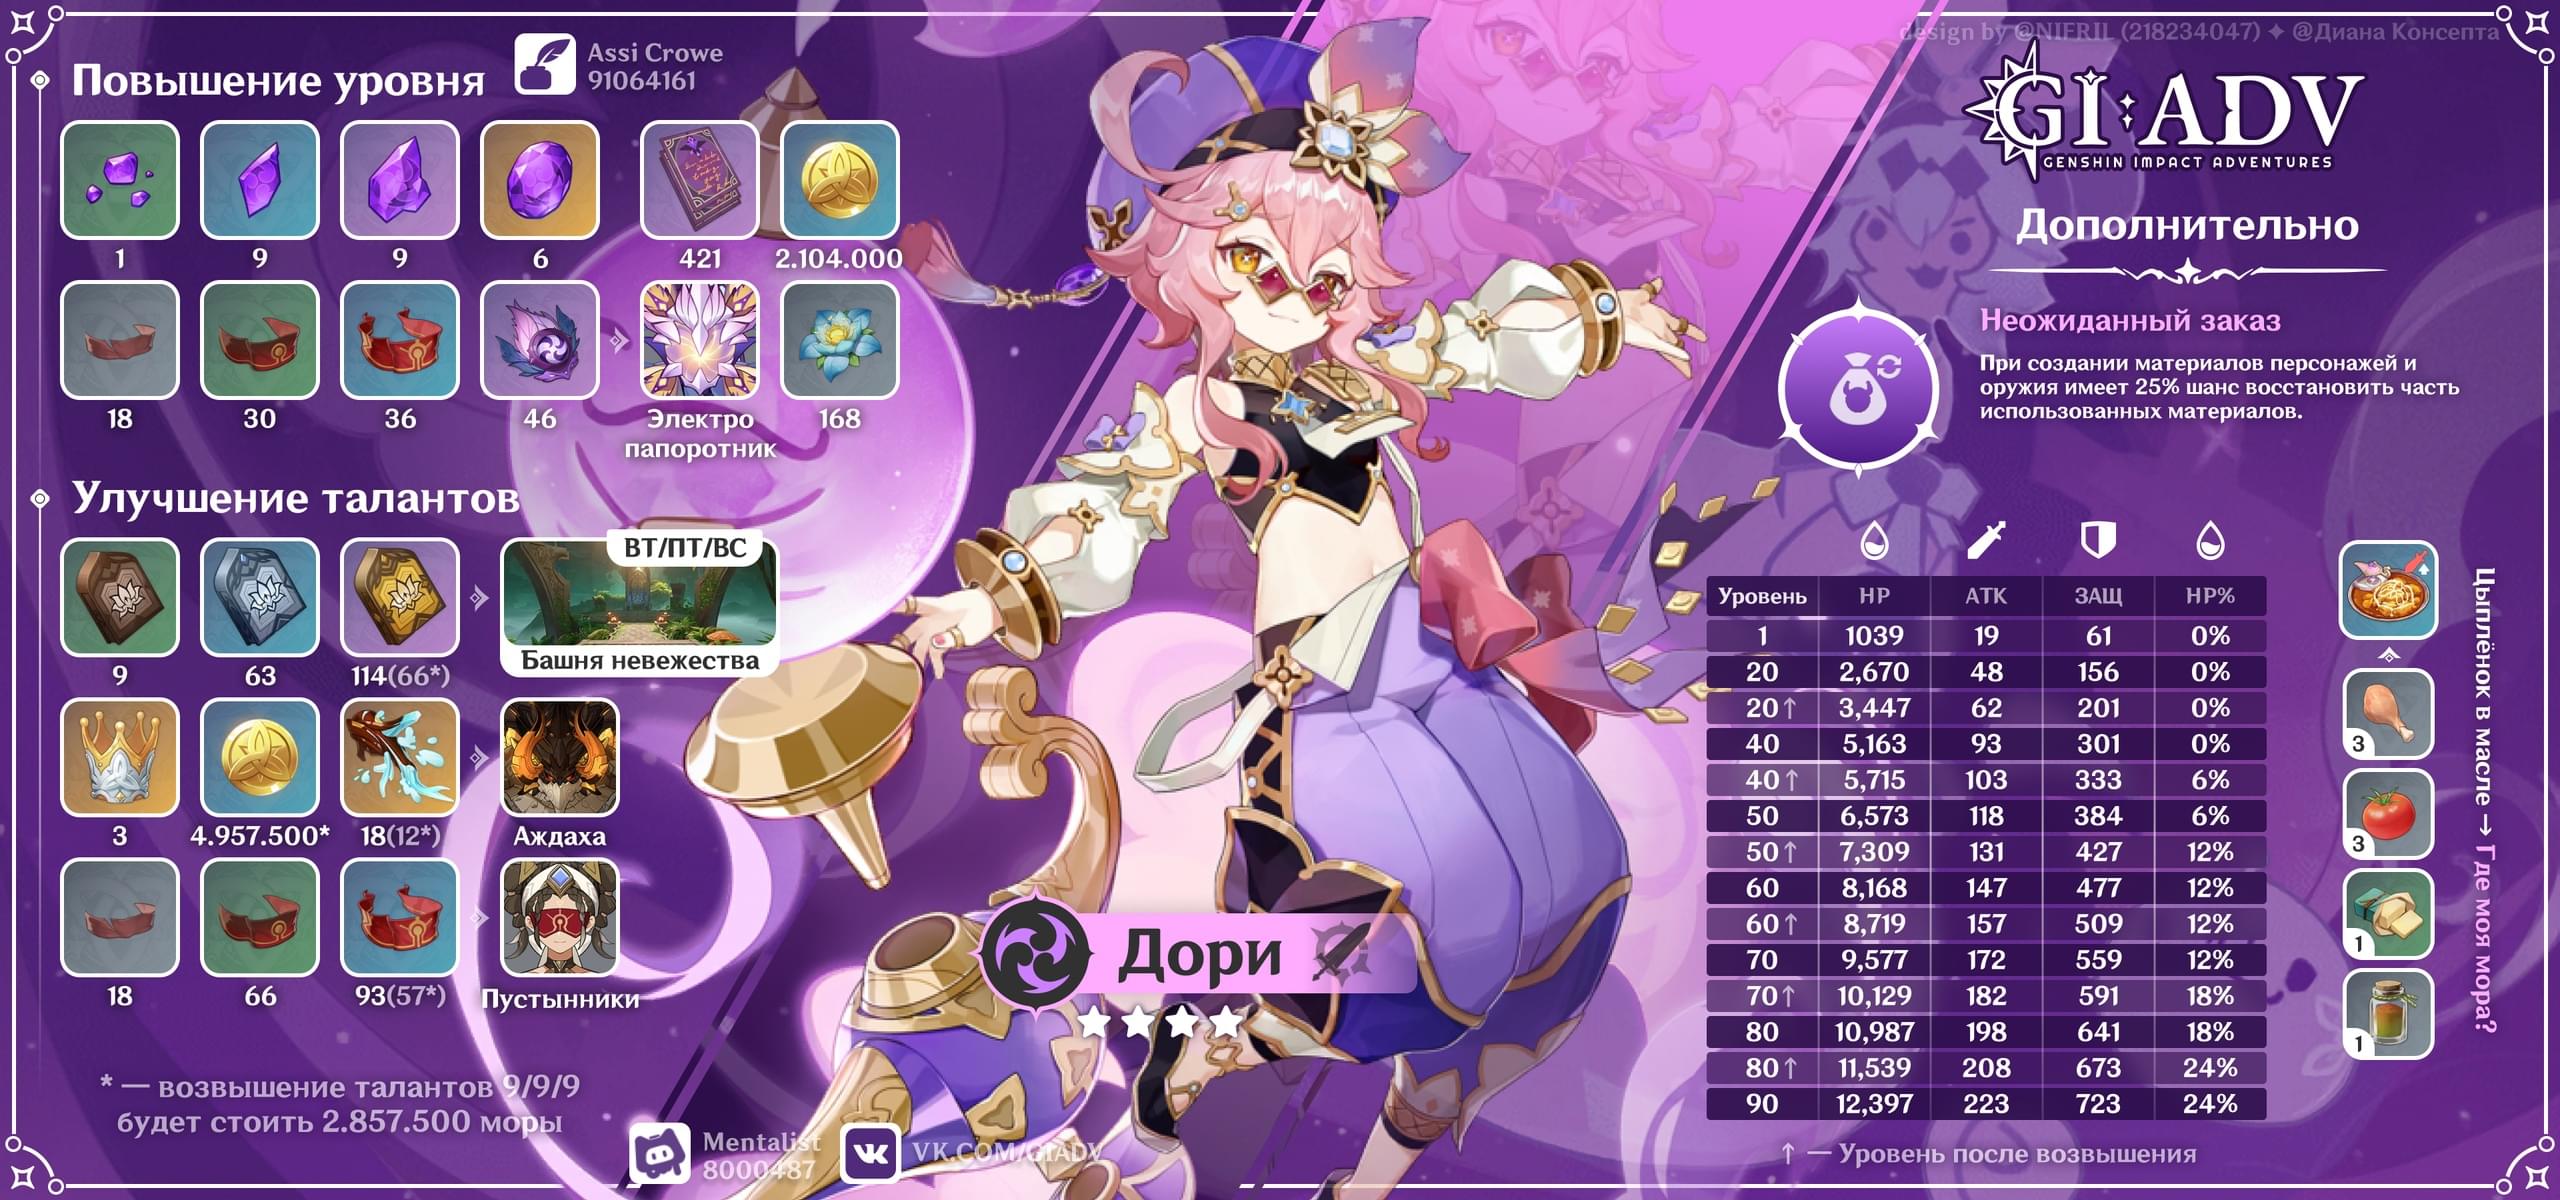 Повышение уровня
Assi Crowe
91064161
1 9 9 6 421 2.104.000
18 30 36 46 Электро папоротник 168
Улучшение талантов
ВТ/ПТ/ВС
Башня невежества
9 63 114(66*)
3 4.957.500* 18(12*) Аждаха
18 66 93(57*) Пустынники
* — возвышение талантов 9/9/9
будет стоить 2.857.500 моры
Mentalist
8000487
VK.COM/GIADV
Дори
design by @NIFRIL (218234047) ✦ @Диана Консепта
GI:ADV
GENSHIN IMPACT ADVENTURES
Дополнительно
Неожиданный заказ
При создании материалов персонажей и
оружия имеет 25% шанс восстановить часть
использованных материалов.
Уровень HP АТК ЗАЩ HP%
1 1039 19 61 0%
20 2,670 48 156 0%
20↑ 3,447 62 201 0%
40 5,163 93 301 0%
40↑ 5,715 103 333 6%
50 6,573 118 384 6%
50↑ 7,309 131 427 12%
60 8,168 147 477 12%
60↑ 8,719 157 509 12%
70 9,577 172 559 12%
70↑ 10,129 182 591 18%
80 10,987 198 641 18%
80↑ 11,539 208 673 24%
90 12,397 223 723 24%
↑ — Уровень после возвышения
3
3
1
1
Цыплёнок в масле → Где моя мора?